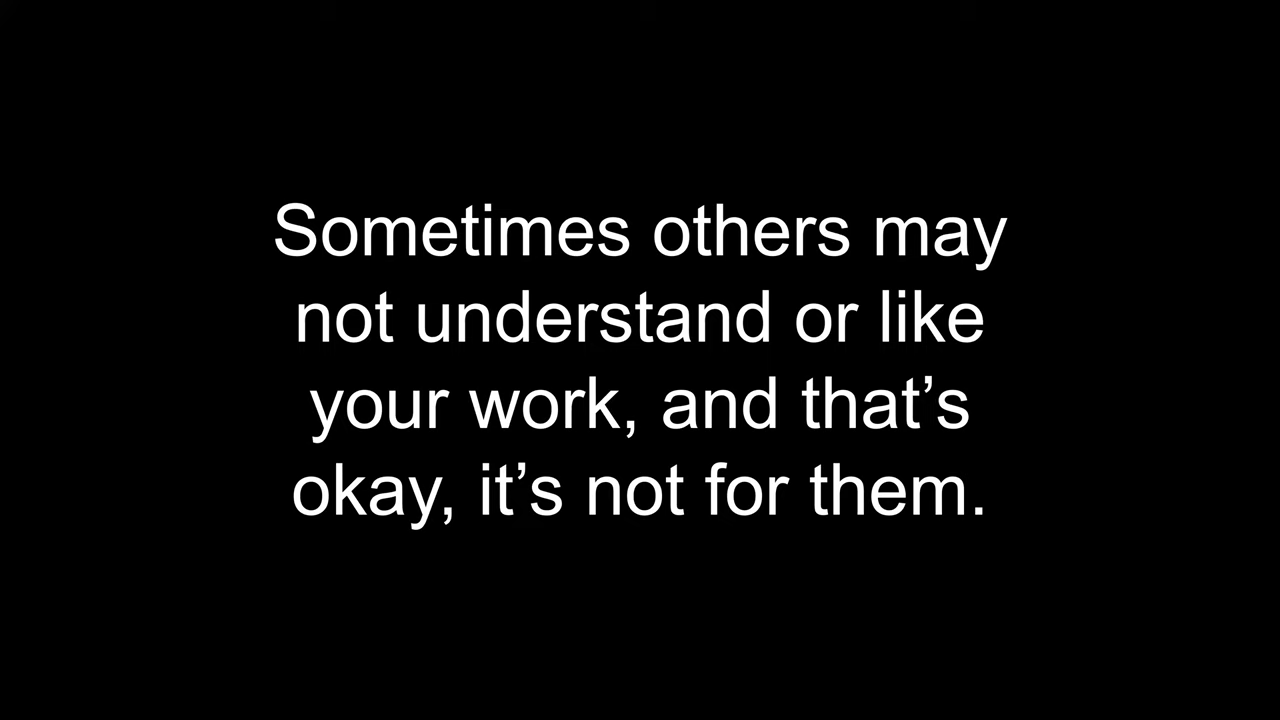 Sometimes others may
not understand or like
your work, and that’s
okay, it’s not for them.